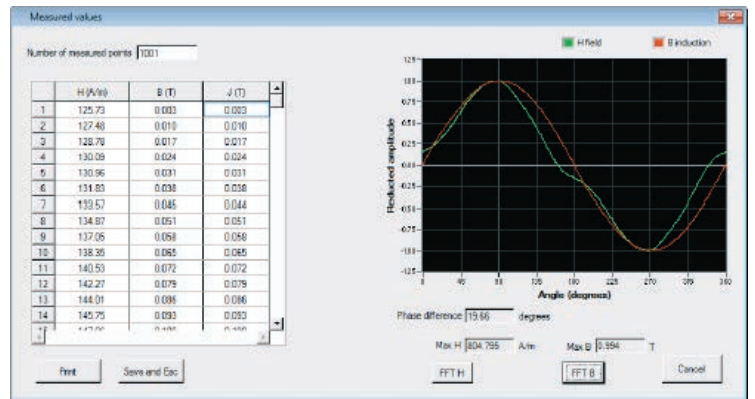 Measured values
Number of measured points 1001
H (A/m) B (T) J (T)
1 125.73 0.003 0.003
2 127.48 0.010 0.010
3 128.78 0.017 0.017
4 130.09 0.024 0.024
5 130.96 0.031 0.031
6 131.83 0.038 0.038
7 133.57 0.045 0.044
8 134.87 0.051 0.051
9 137.05 0.058 0.058
10 138.35 0.065 0.065
11 140.53 0.072 0.072
12 142.27 0.079 0.079
13 144.01 0.086 0.086
14 145.75 0.093 0.093
Print
Save and Esc
H field
B induction
Reducted amplitude
0 45 135 180 225 270 360
Angle (degrees)
Phase difference 19.66 degrees
Max H 804.795 A/m Max B 0.994 T
FFT H
FFT B
Cancel